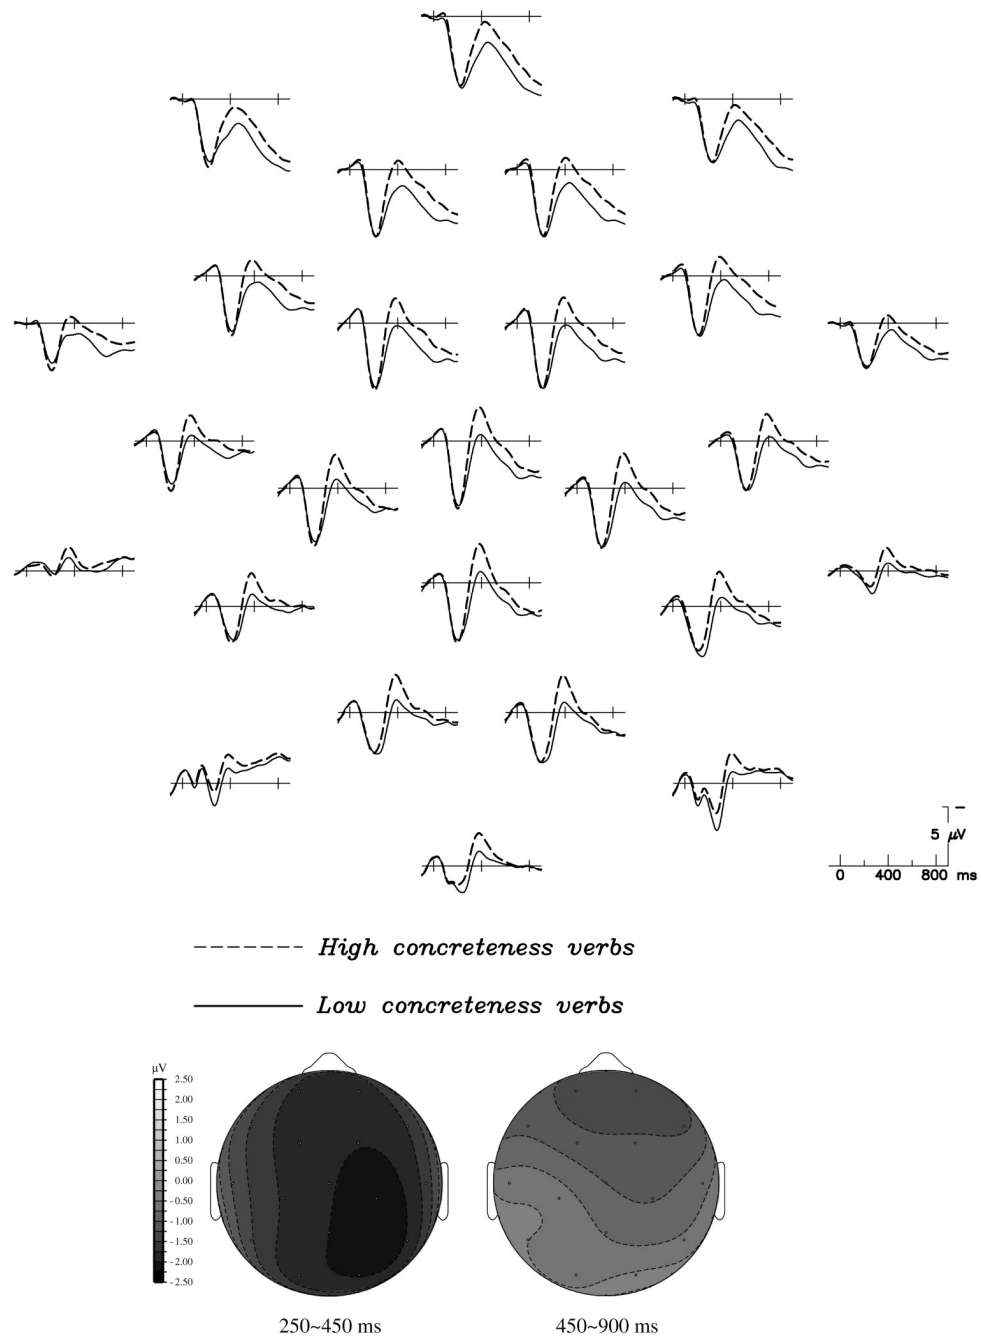 5 μV
0 400 800 ms
High concreteness verbs
Low concreteness verbs
μV
2.50
2.00
1.50
1.00
0.50
0.00
-0.50
-1.00
-1.50
-2.00
-2.50
250~450 ms
450~900 ms